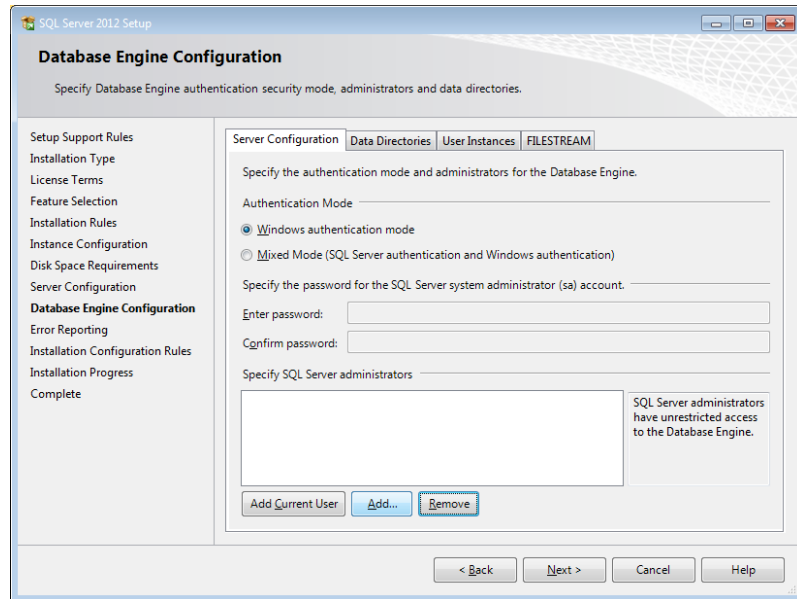 SQL Server 2012 Setup
Database Engine Configuration
Specify Database Engine authentication security mode, administrators and data directories.
Setup Support Rules
Installation Type
License Terms
Feature Selection
Installation Rules
Instance Configuration
Disk Space Requirements
Server Configuration
Database Engine Configuration
Error Reporting
Installation Configuration Rules
Installation Progress
Complete
Server Configuration
Data Directories
User Instances
FILESTREAM
Specify the authentication mode and administrators for the Database Engine.
Authentication Mode
Windows authentication mode
Mixed Mode (SQL Server authentication and Windows authentication)
Specify the password for the SQL Server system administrator (sa) account.
Enter password:
Confirm password:
Specify SQL Server administrators
SQL Server administrators
have unrestricted access
to the Database Engine.
Add Current User
Add...
Remove
< Back
Next >
Cancel
Help